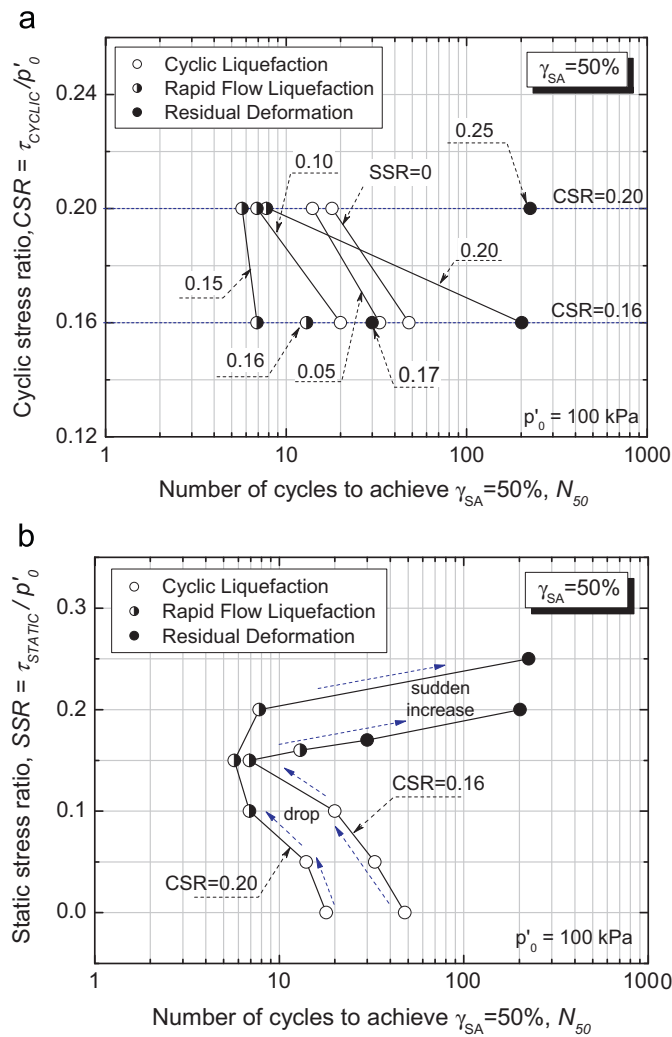 a
γSA=50%
Cyclic Liquefaction
Rapid Flow Liquefaction
Residual Deformation
0.24
0.20
0.16
0.12
Cyclic stress ratio, CSR = τCYCLIC/p'0
0.25
0.10
SSR=0
CSR=0.20
0.20
0.15
CSR=0.16
0.16
0.05
0.17
p'0 = 100 kPa
1
10
100
1000
Number of cycles to achieve γSA=50%, N50
b
γSA=50%
Cyclic Liquefaction
Rapid Flow Liquefaction
Residual Deformation
0.3
0.2
0.1
0.0
Static stress ratio, SSR = τSTATIC/p'0
sudden
increase
CSR=0.16
drop
CSR=0.20
p'0 = 100 kPa
1
10
100
1000
Number of cycles to achieve γSA=50%, N50